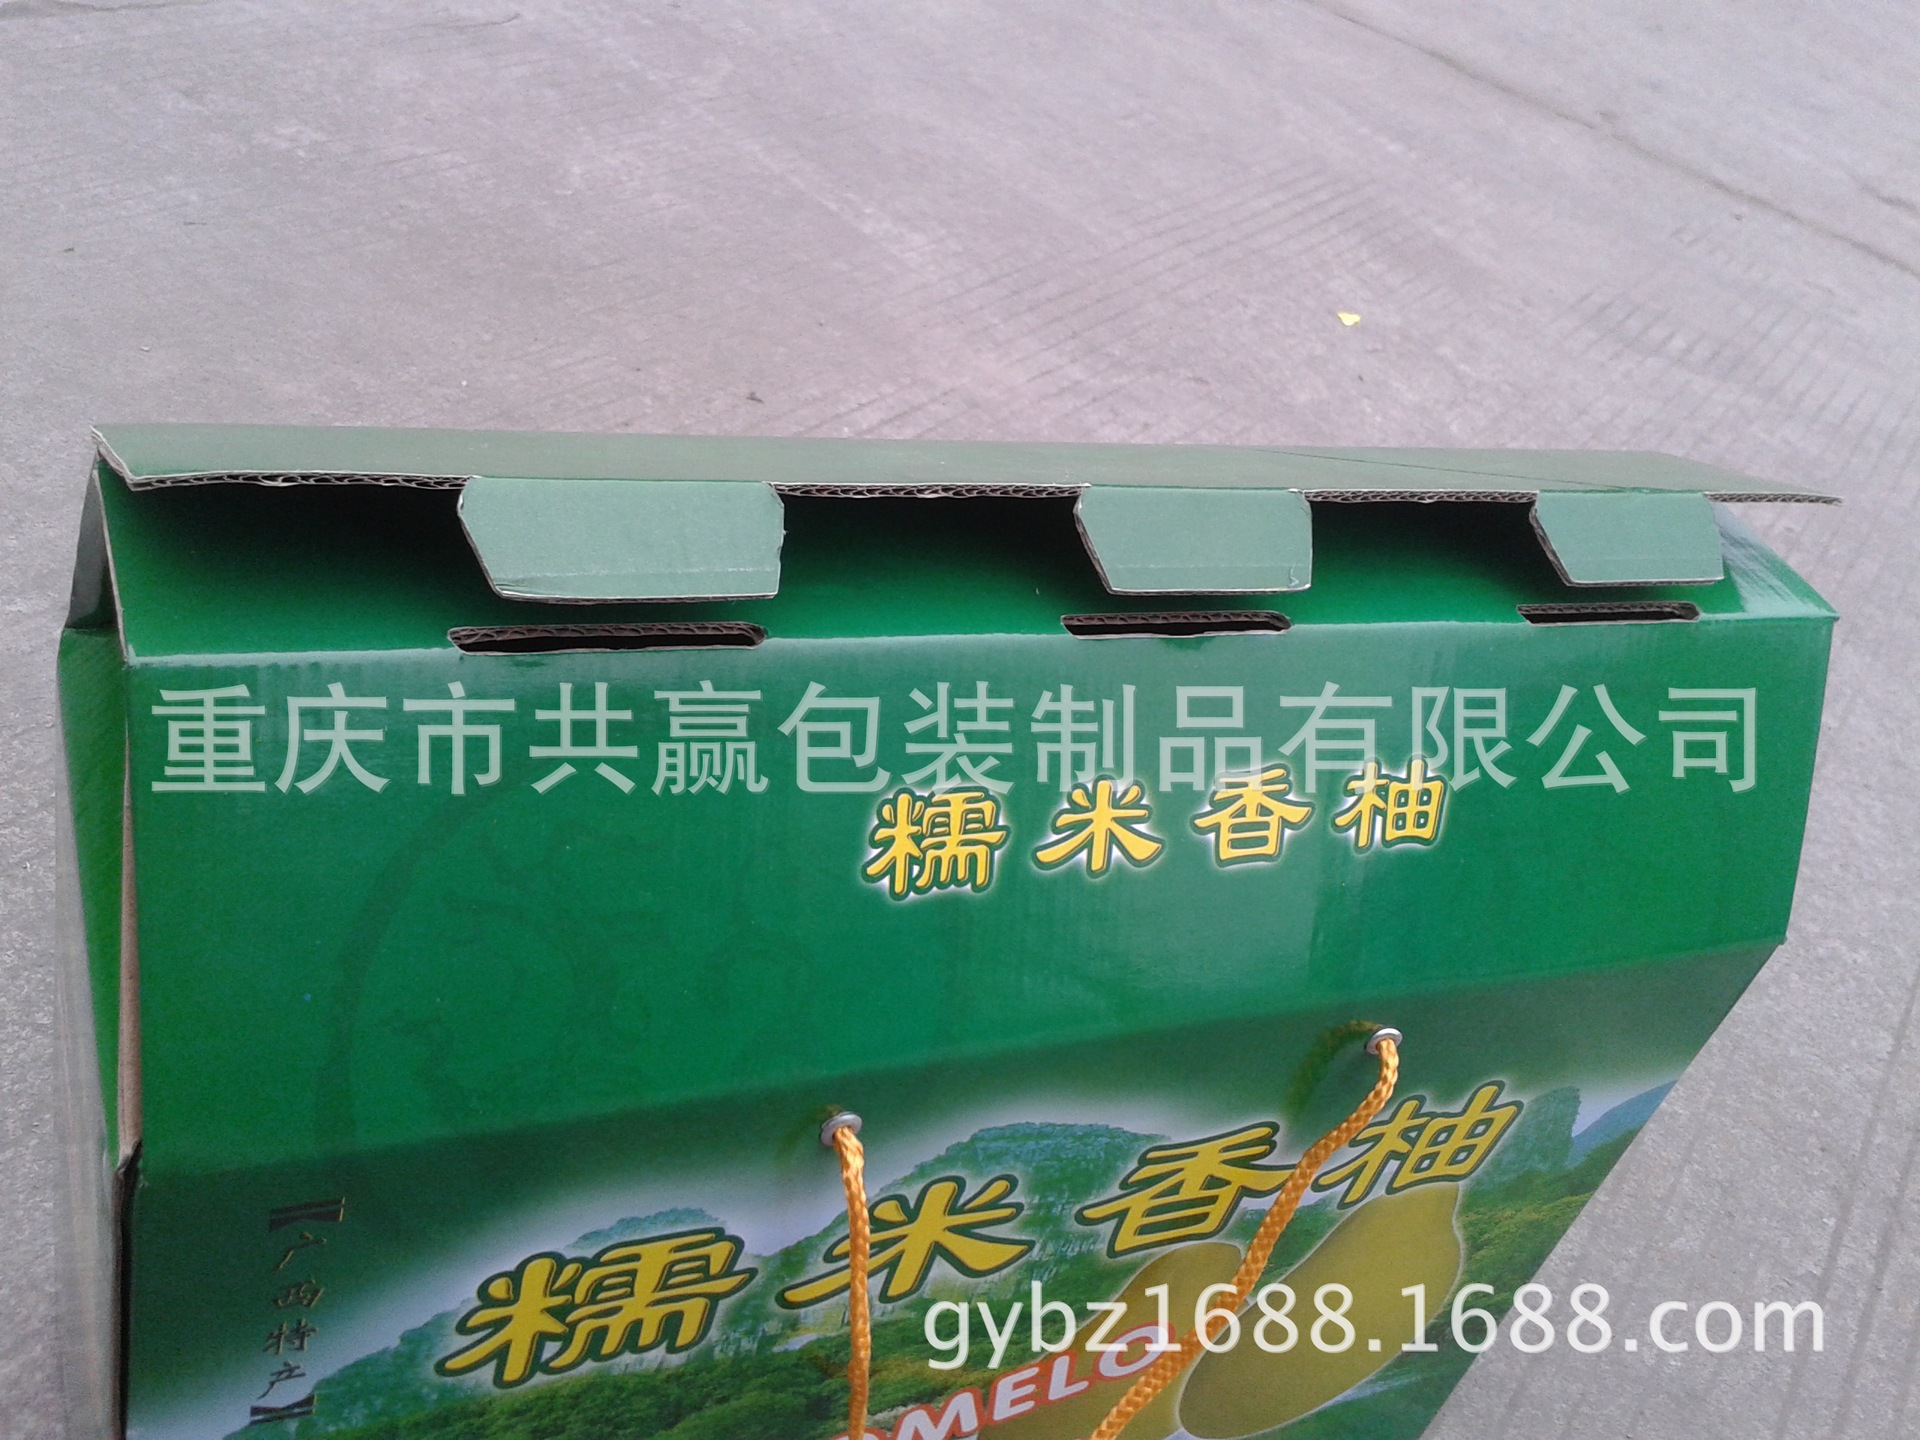 重庆市共赢包装制品有限公司
糯米香柚
糯米香柚
【广西特产】
gybz1688.1688.com
OMELO